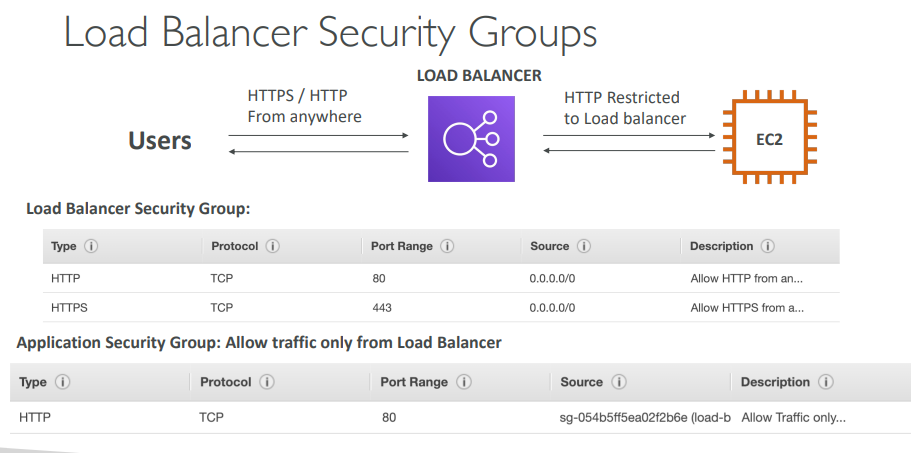 Load Balancer Security Groups
LOAD BALANCER
HTTPS / HTTP
From anywhere
HTTP Restricted
to Load balancer
Users
EC2
Load Balancer Security Group:
Type Protocol Port Range Source Description
HTTP TCP 80 0.0.0.0/0 Allow HTTP from an...
HTTPS TCP 443 0.0.0.0/0 Allow HTTPS from a...
Application Security Group: Allow traffic only from Load Balancer
Type Protocol Port Range Source Description
HTTP TCP 80 sg-054b5ff5ea02f2b6e (load-b Allow Traffic only...